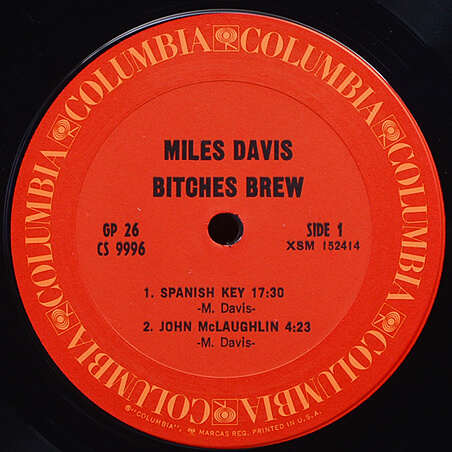 COLUMBIA COLUMBIA COLUMBIA COLUMBIA COLUMBIA COLUMBIA COLUMBIA
MILES DAVIS
BITCHES BREW
GP 26
CS 9996
SIDE 1
XSM 152414
1. SPANISH KEY 17:30
-M. Davis-
2. JOHN McLAUGHLIN 4:23
-M. Davis-
®"COLUMBIA", MARCAS REG. PRINTED IN U.S.A.